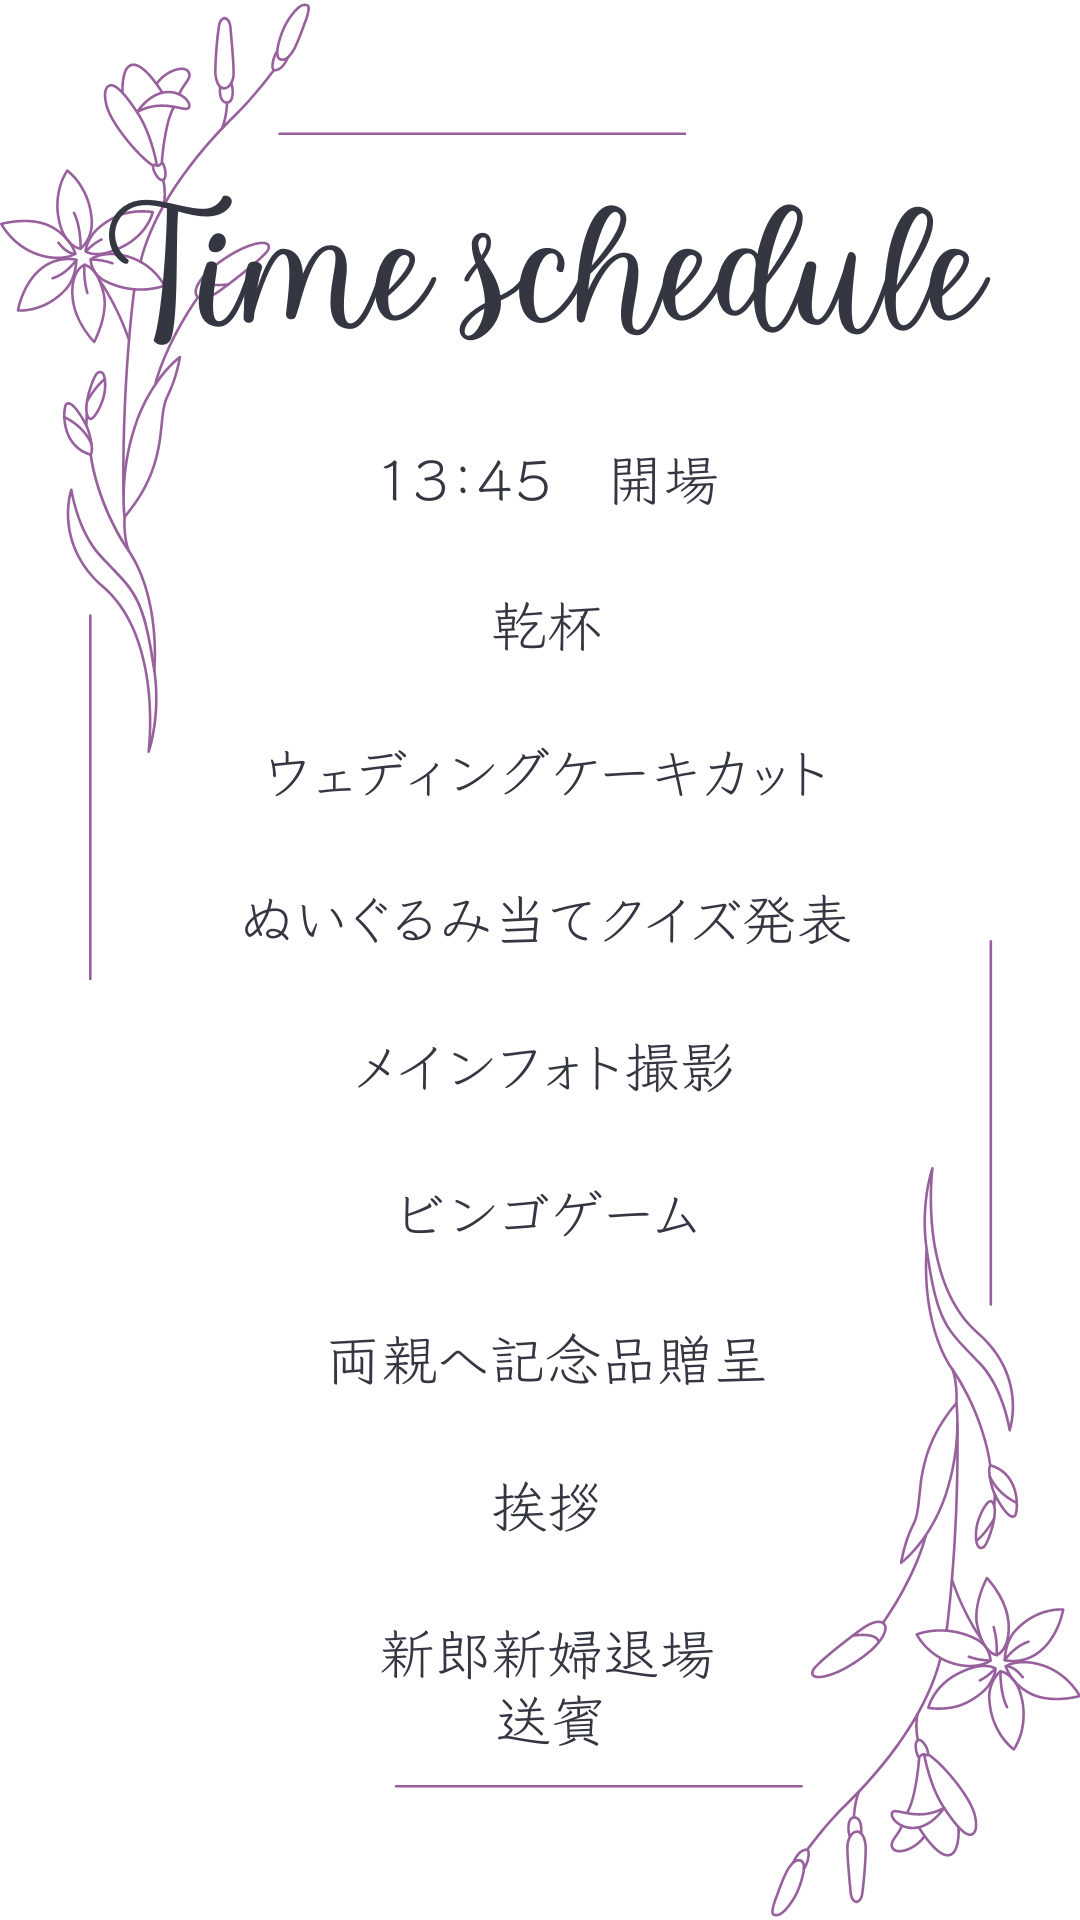 Time schedule
13:45　開場
乾杯
ウェディングケーキカット
ぬいぐるみ当てクイズ発表
メインフォト撮影
ビンゴゲーム
両親へ記念品贈呈
挨拶
新郎新婦退場
送賓